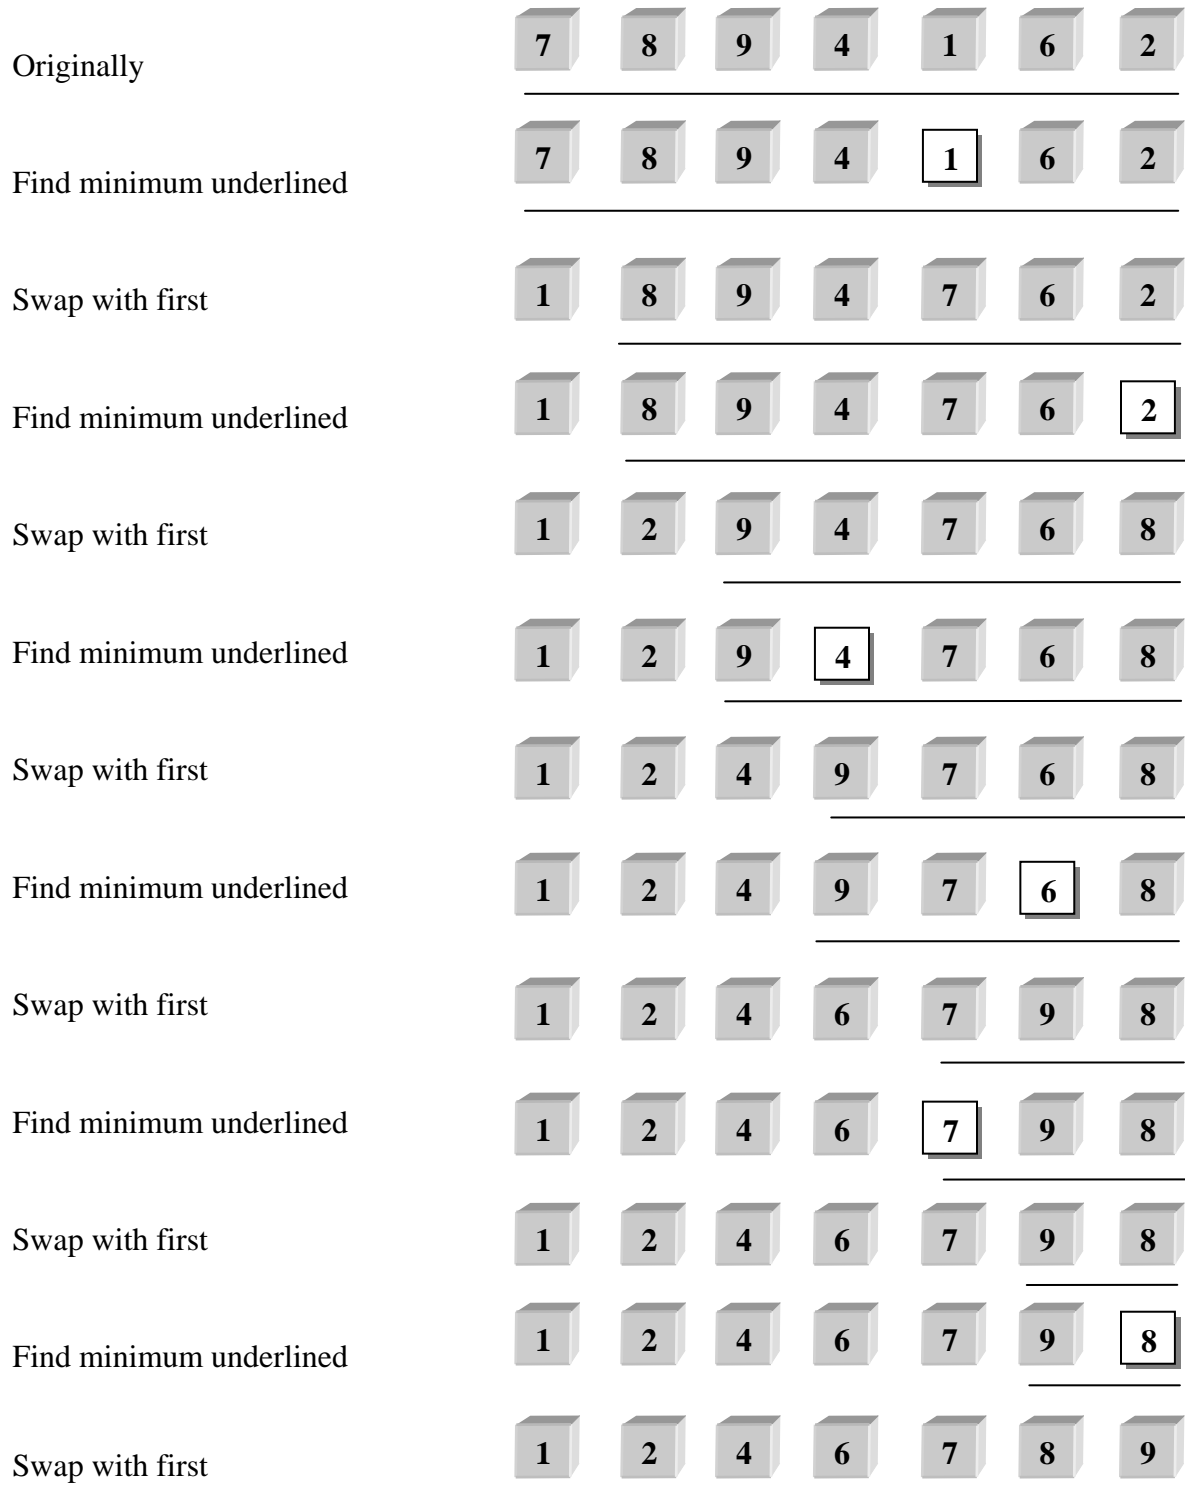 Originally 7 8 9 4 1 6 2
Find minimum underlined 7 8 9 4 1 6 2
Swap with first 1 8 9 4 7 6 2
Find minimum underlined 1 8 9 4 7 6 2
Swap with first 1 2 9 4 7 6 8
Find minimum underlined 1 2 9 4 7 6 8
Swap with first 1 2 4 9 7 6 8
Find minimum underlined 1 2 4 9 7 6 8
Swap with first 1 2 4 6 7 9 8
Find minimum underlined 1 2 4 6 7 9 8
Swap with first 1 2 4 6 7 9 8
Find minimum underlined 1 2 4 6 7 9 8
Swap with first 1 2 4 6 7 8 9